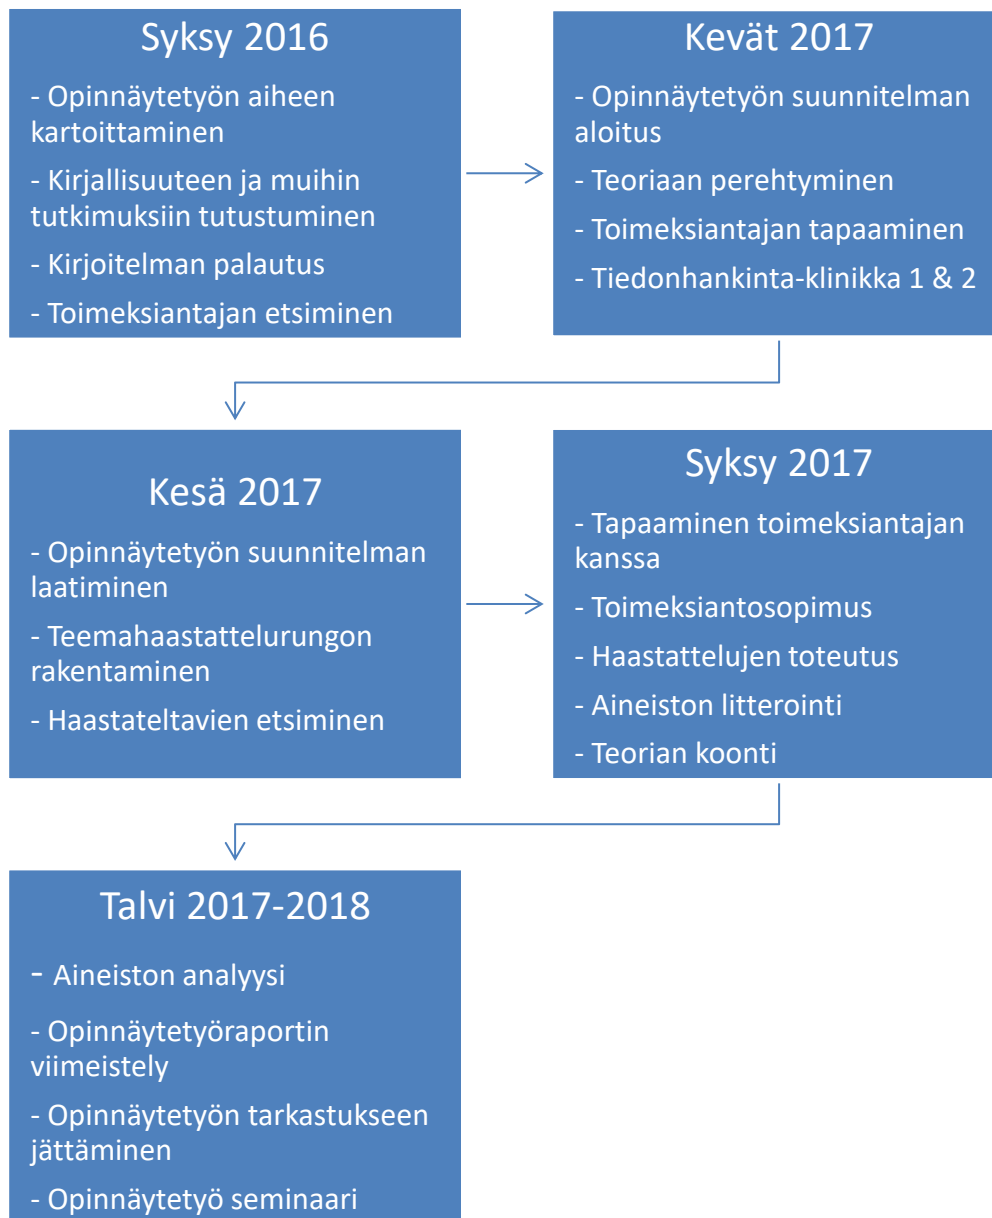 Syksy 2016
- Opinnäytetyön aiheen
kartoittaminen
- Kirjallisuuteen ja muihin
tutkimuksiin tutustuminen
- Kirjoitelman palautus
- Toimeksiantajan etsiminen
Kevät 2017
- Opinnäytetyön suunnitelman
aloitus
- Teoriaan perehtyminen
- Toimeksiantajan tapaaminen
- Tiedonhankinta-klinikka 1 & 2
Kesä 2017
- Opinnäytetyön suunnitelman
laatiminen
- Teemahaastattelurungon
rakentaminen
- Haastateltavien etsiminen
Syksy 2017
- Tapaaminen toimeksiantajan
kanssa
- Toimeksiantosopimus
- Haastattelujen toteutus
- Aineiston litterointi
- Teorian koonti
Talvi 2017-2018
- Aineiston analyysi
- Opinnäytetyöraportin
viimeistely
- Opinnäytetyön tarkastukseen
jättäminen
- Opinnäytetyö seminaari